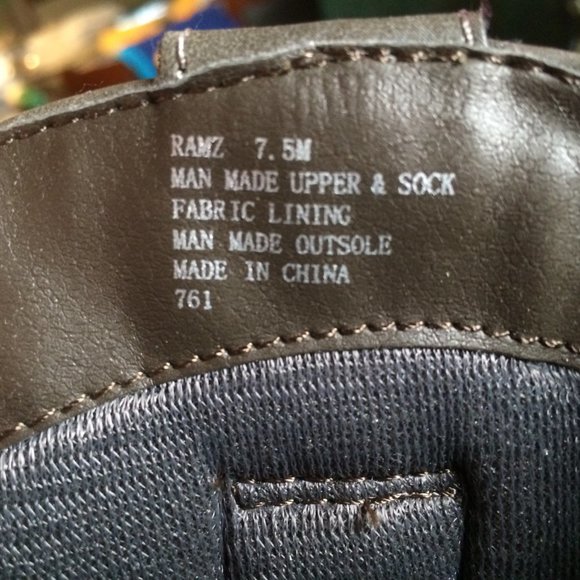 RAMZ 7.5M
MAN MADE UPPER & SOCK
FABRIC LINING
MAN MADE OUTSOLE
MADE IN CHINA
761